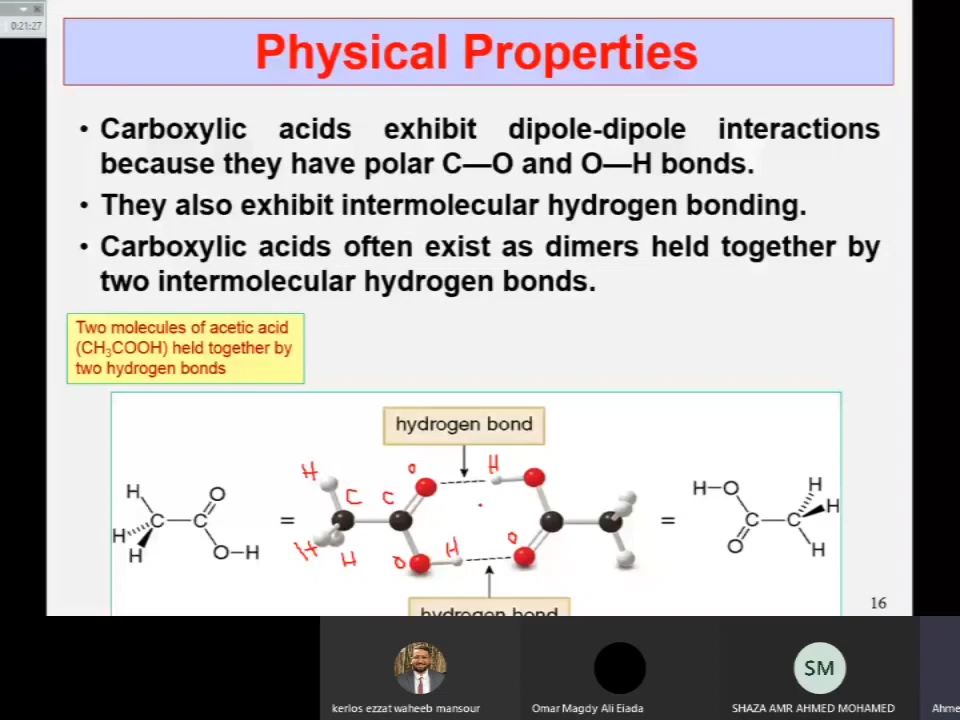 0:21:27
Physical Properties
• Carboxylic acids exhibit dipole-dipole interactions
because they have polar C—O and O—H bonds.
• They also exhibit intermolecular hydrogen bonding.
• Carboxylic acids often exist as dimers held together by
two intermolecular hydrogen bonds.
Two molecules of acetic acid
(CH₃COOH) held together by
two hydrogen bonds
hydrogen bond
H O H
H C C
H O H–O H
H C–C = = C–C H
H O–H H H O H O O H
hydrogen bond
16
SM
kerlos ezzat waheeb mansour
Omar Magdy Ali Eiada
SHAZA AMR AHMED MOHAMED
Ahme